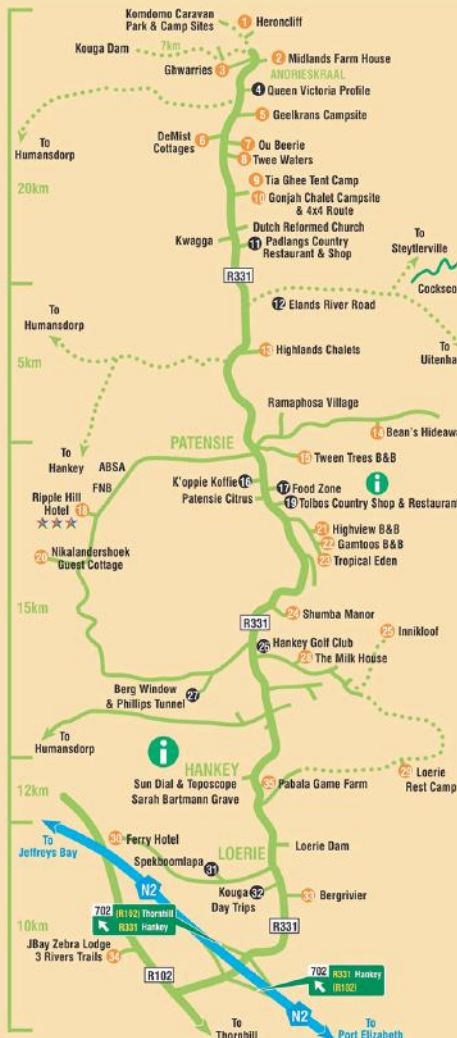 Komdomo Caravan
Park & Camp Sites
1 Heroncliff
Kouga Dam
7km
2 Midlands Farm House
Ghwarries 3
ANDRIESKRAAL
4 Queen Victoria Profile
5 Geelkrans Campsite
To
Humansdorp
DeMist
Cottages
6
7 Ou Beerie
8 Twee Waters
20km
9 Tia Ghee Tent Camp
10 Gonjah Chalet Campsite
& 4x4 Route
Dutch Reformed Church
Kwagga
11 Padlangs Country
Restaurant & Shop
To
Steytlerville
R331
Cocksco
12 Elands River Road
To
Humansdorp
To
Uitenha
13 Highlands Chalets
5km
Ramaphosa Village
14 Bean's Hideaw
PATENSIE
15 Tween Trees B&B
To
Hankey
ABSA
FNB
K'oppie Koffie 16
17 Food Zone
i
Patensie Citrus
19 Tolbos Country Shop & Restaurant
Ripple Hill
Hotel
18
21 Highview B&B
22 Gamtoos B&B
23 Tropical Eden
20 Nikalandershoek
Guest Cottage
15km
24 Shumba Manor
R331
25 Innikloof
26 Hankey Golf Club
28 The Milk House
Berg Window
& Phillips Tunnel
27
To
Humansdorp
i
HANKEY
29 Loerie
Rest Camp
12km
Sun Dial & Toposcope
Sarah Bartmann Grave
35 Pabala Game Farm
To
Jeffreys Bay
30 Ferry Hotel
Loerie Dam
LOERIE
Spekboomlapa
31
N2
Kouga 32
Day Trips
33 Bergrivier
702
(R102) Thornhill
R331 Hankey
10km
R331
JBay Zebra Lodge
3 Rivers Trails
34
R102
702
R331 Hankey
(R102)
N2
To
Thornhill
To
Port Elizabeth